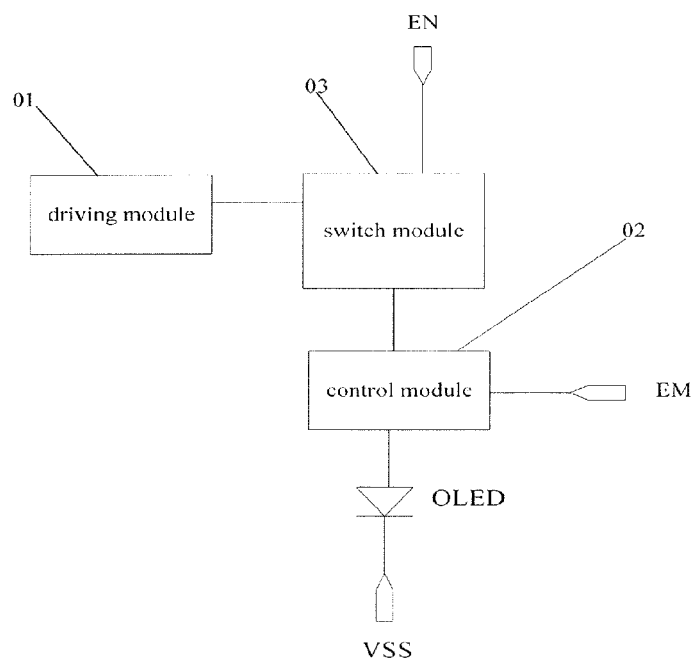 EN
01
03
driving module
switch module
02
control module
EM
OLED
VSS